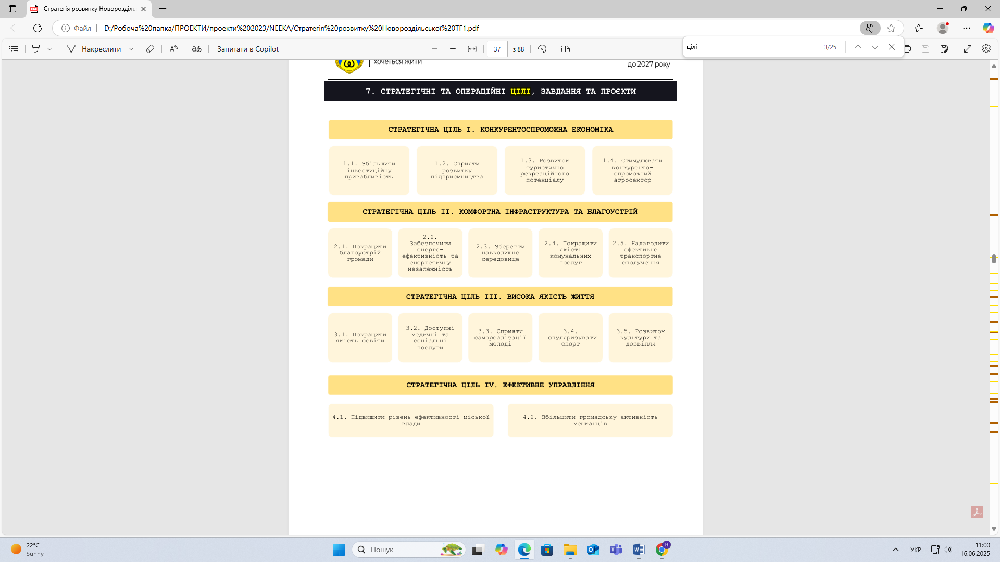 Стратегія розвитку Новороздільс
Файл
D:/Робоча%20папка/ПРОЕКТИ/проекти%202023/NEEKA/Стратегія%20розвитку%20Новороздільської%20ТГ1.pdf
Накреслити
Запитати в Copilot
37
з 88
цілі
3/25
хочеться жити
до 2027 року
7. СТРАТЕГІЧНІ ТА ОПЕРАЦІЙНІ ЦІЛІ, ЗАВДАННЯ ТА ПРОЄКТИ
СТРАТЕГІЧНА ЦІЛЬ I. КОНКУРЕНТОСПРОМОЖНА ЕКОНОМІКА
1.1. Збільшити
інвестиційну
привабливість
1.2. Сприяти
розвитку
підприємництва
1.3. Розвиток
туристично
рекреаційного
потенціалу
1.4. Стимулювати
конкуренто-
спроможний
агросектор
СТРАТЕГІЧНА ЦІЛЬ II. КОМФОРТНА ІНФРАСТРУКТУРА ТА БЛАГОУСТРІЙ
2.1. Покращити
благоустрій
громади
2.2.
Забезпечити
енерго-
ефективність та
енергетичну
незалежність
2.3. Зберегти
навколишнє
середовище
2.4. Покращити
якість
комунальних
послуг
2.5. Налагодити
ефективне
транспортне
сполучення
СТРАТЕГІЧНА ЦІЛЬ III. ВИСОКА ЯКІСТЬ ЖИТТЯ
3.1. Покращити
якість освіти
3.2. Доступні
медичні та
соціальні
послуги
3.3. Сприяти
самореалізації
молоді
3.4.
Популяризувати
спорт
3.5. Розвиток
культури та
дозвілля
СТРАТЕГІЧНА ЦІЛЬ IV. ЕФЕКТИВНЕ УПРАВЛІННЯ
4.1. Підвищити рівень ефективності міської
влади
4.2. Збільшити громадську активність
мешканців
22°C
Sunny
Пошук
УКР
11:00
16.06.2025